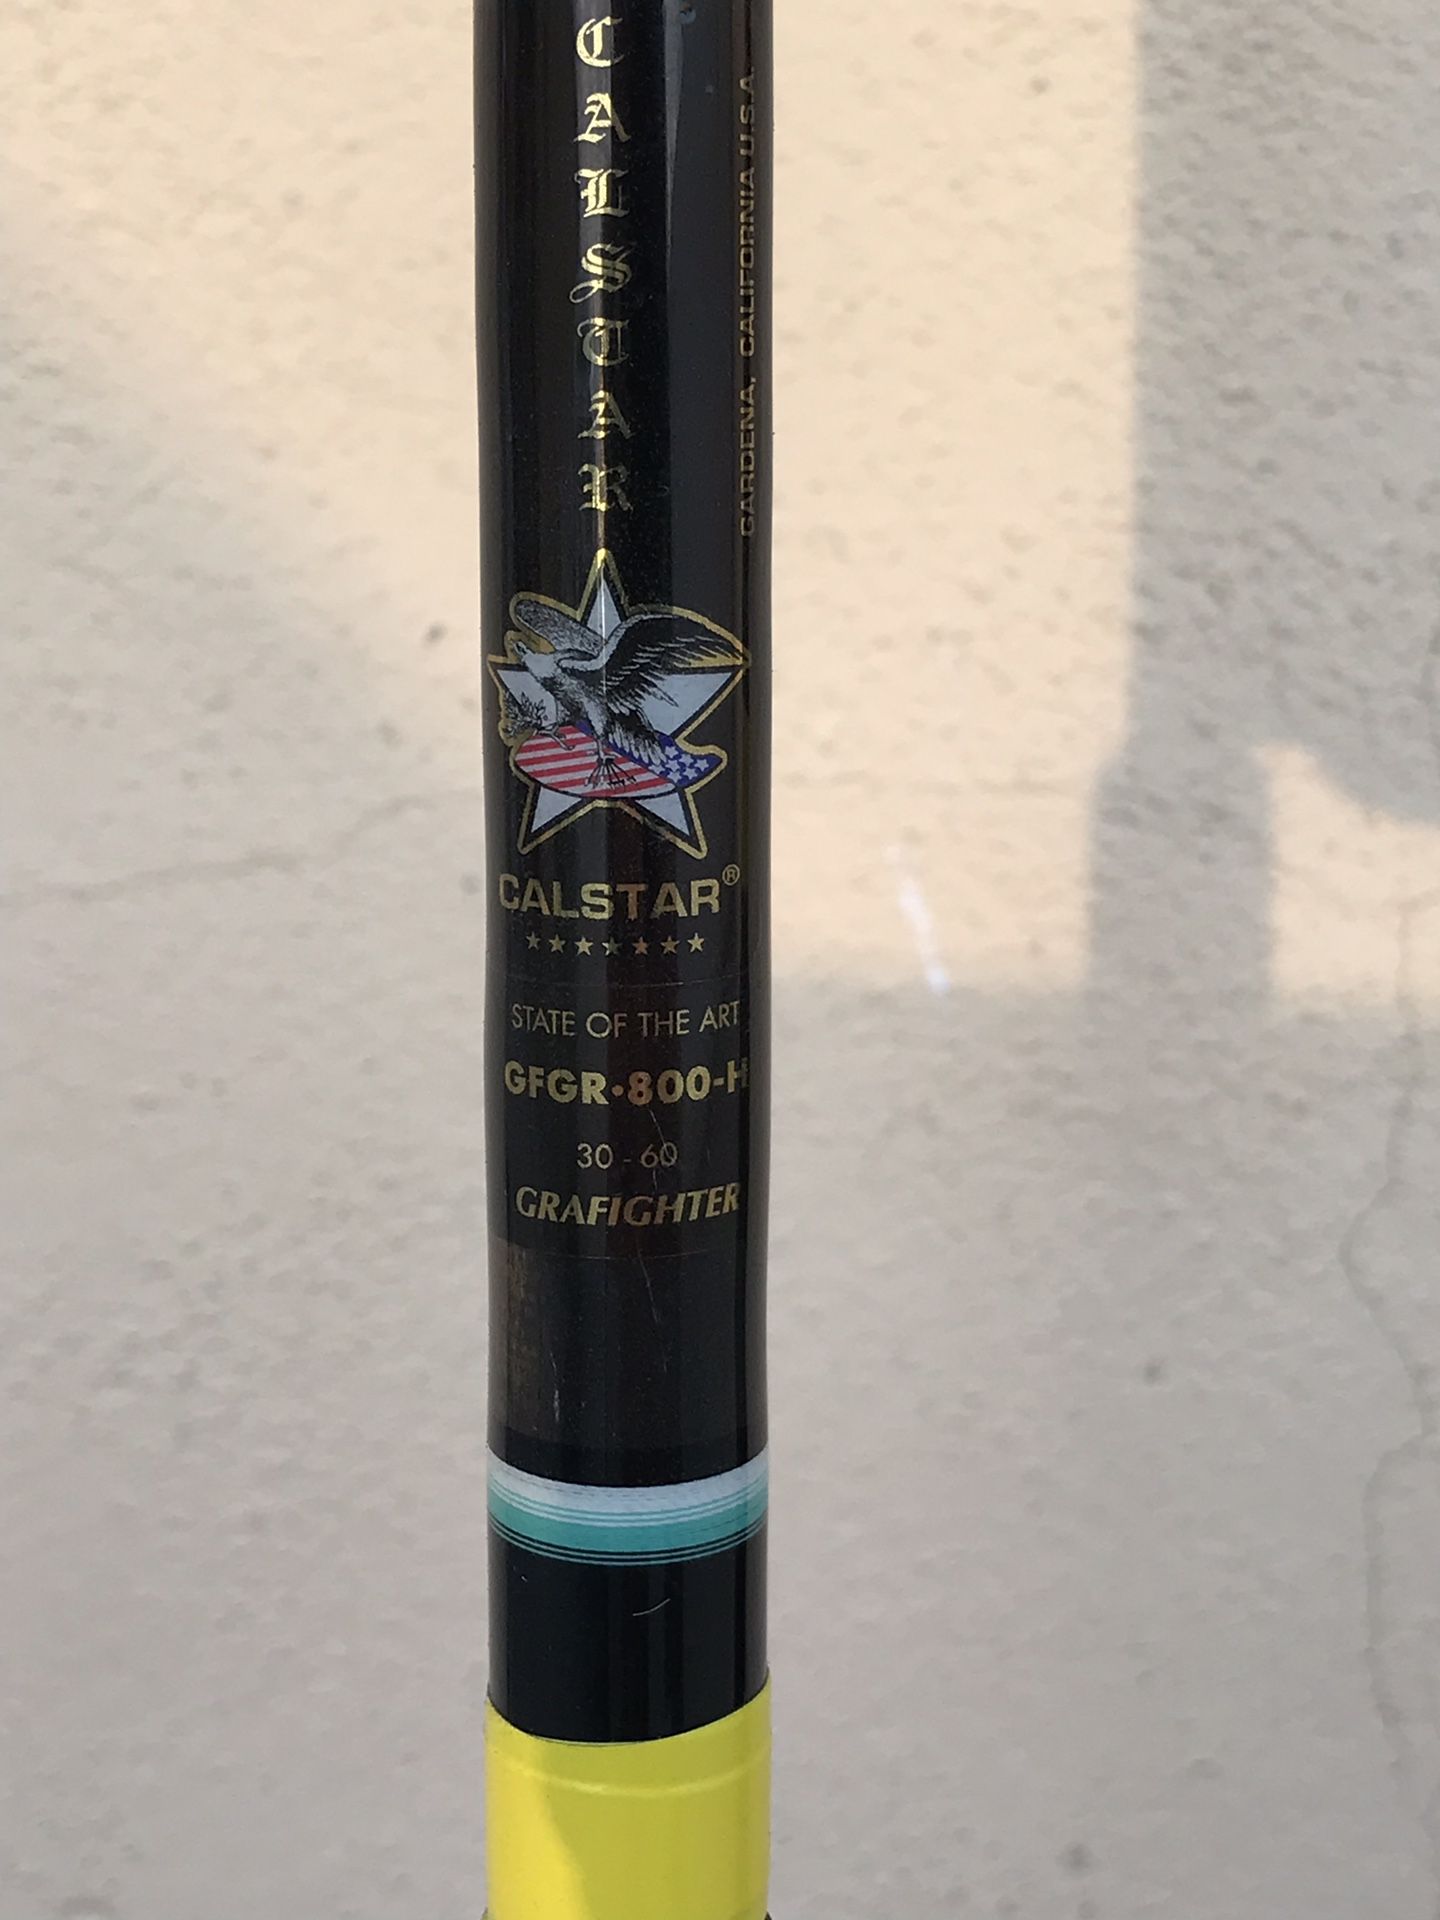 CALSTAR
GARDENA, CALIFORNIA U.S.A.
CALSTAR®
STATE OF THE ART
GFGR•800-H
30 - 60
GRAFIGHTER